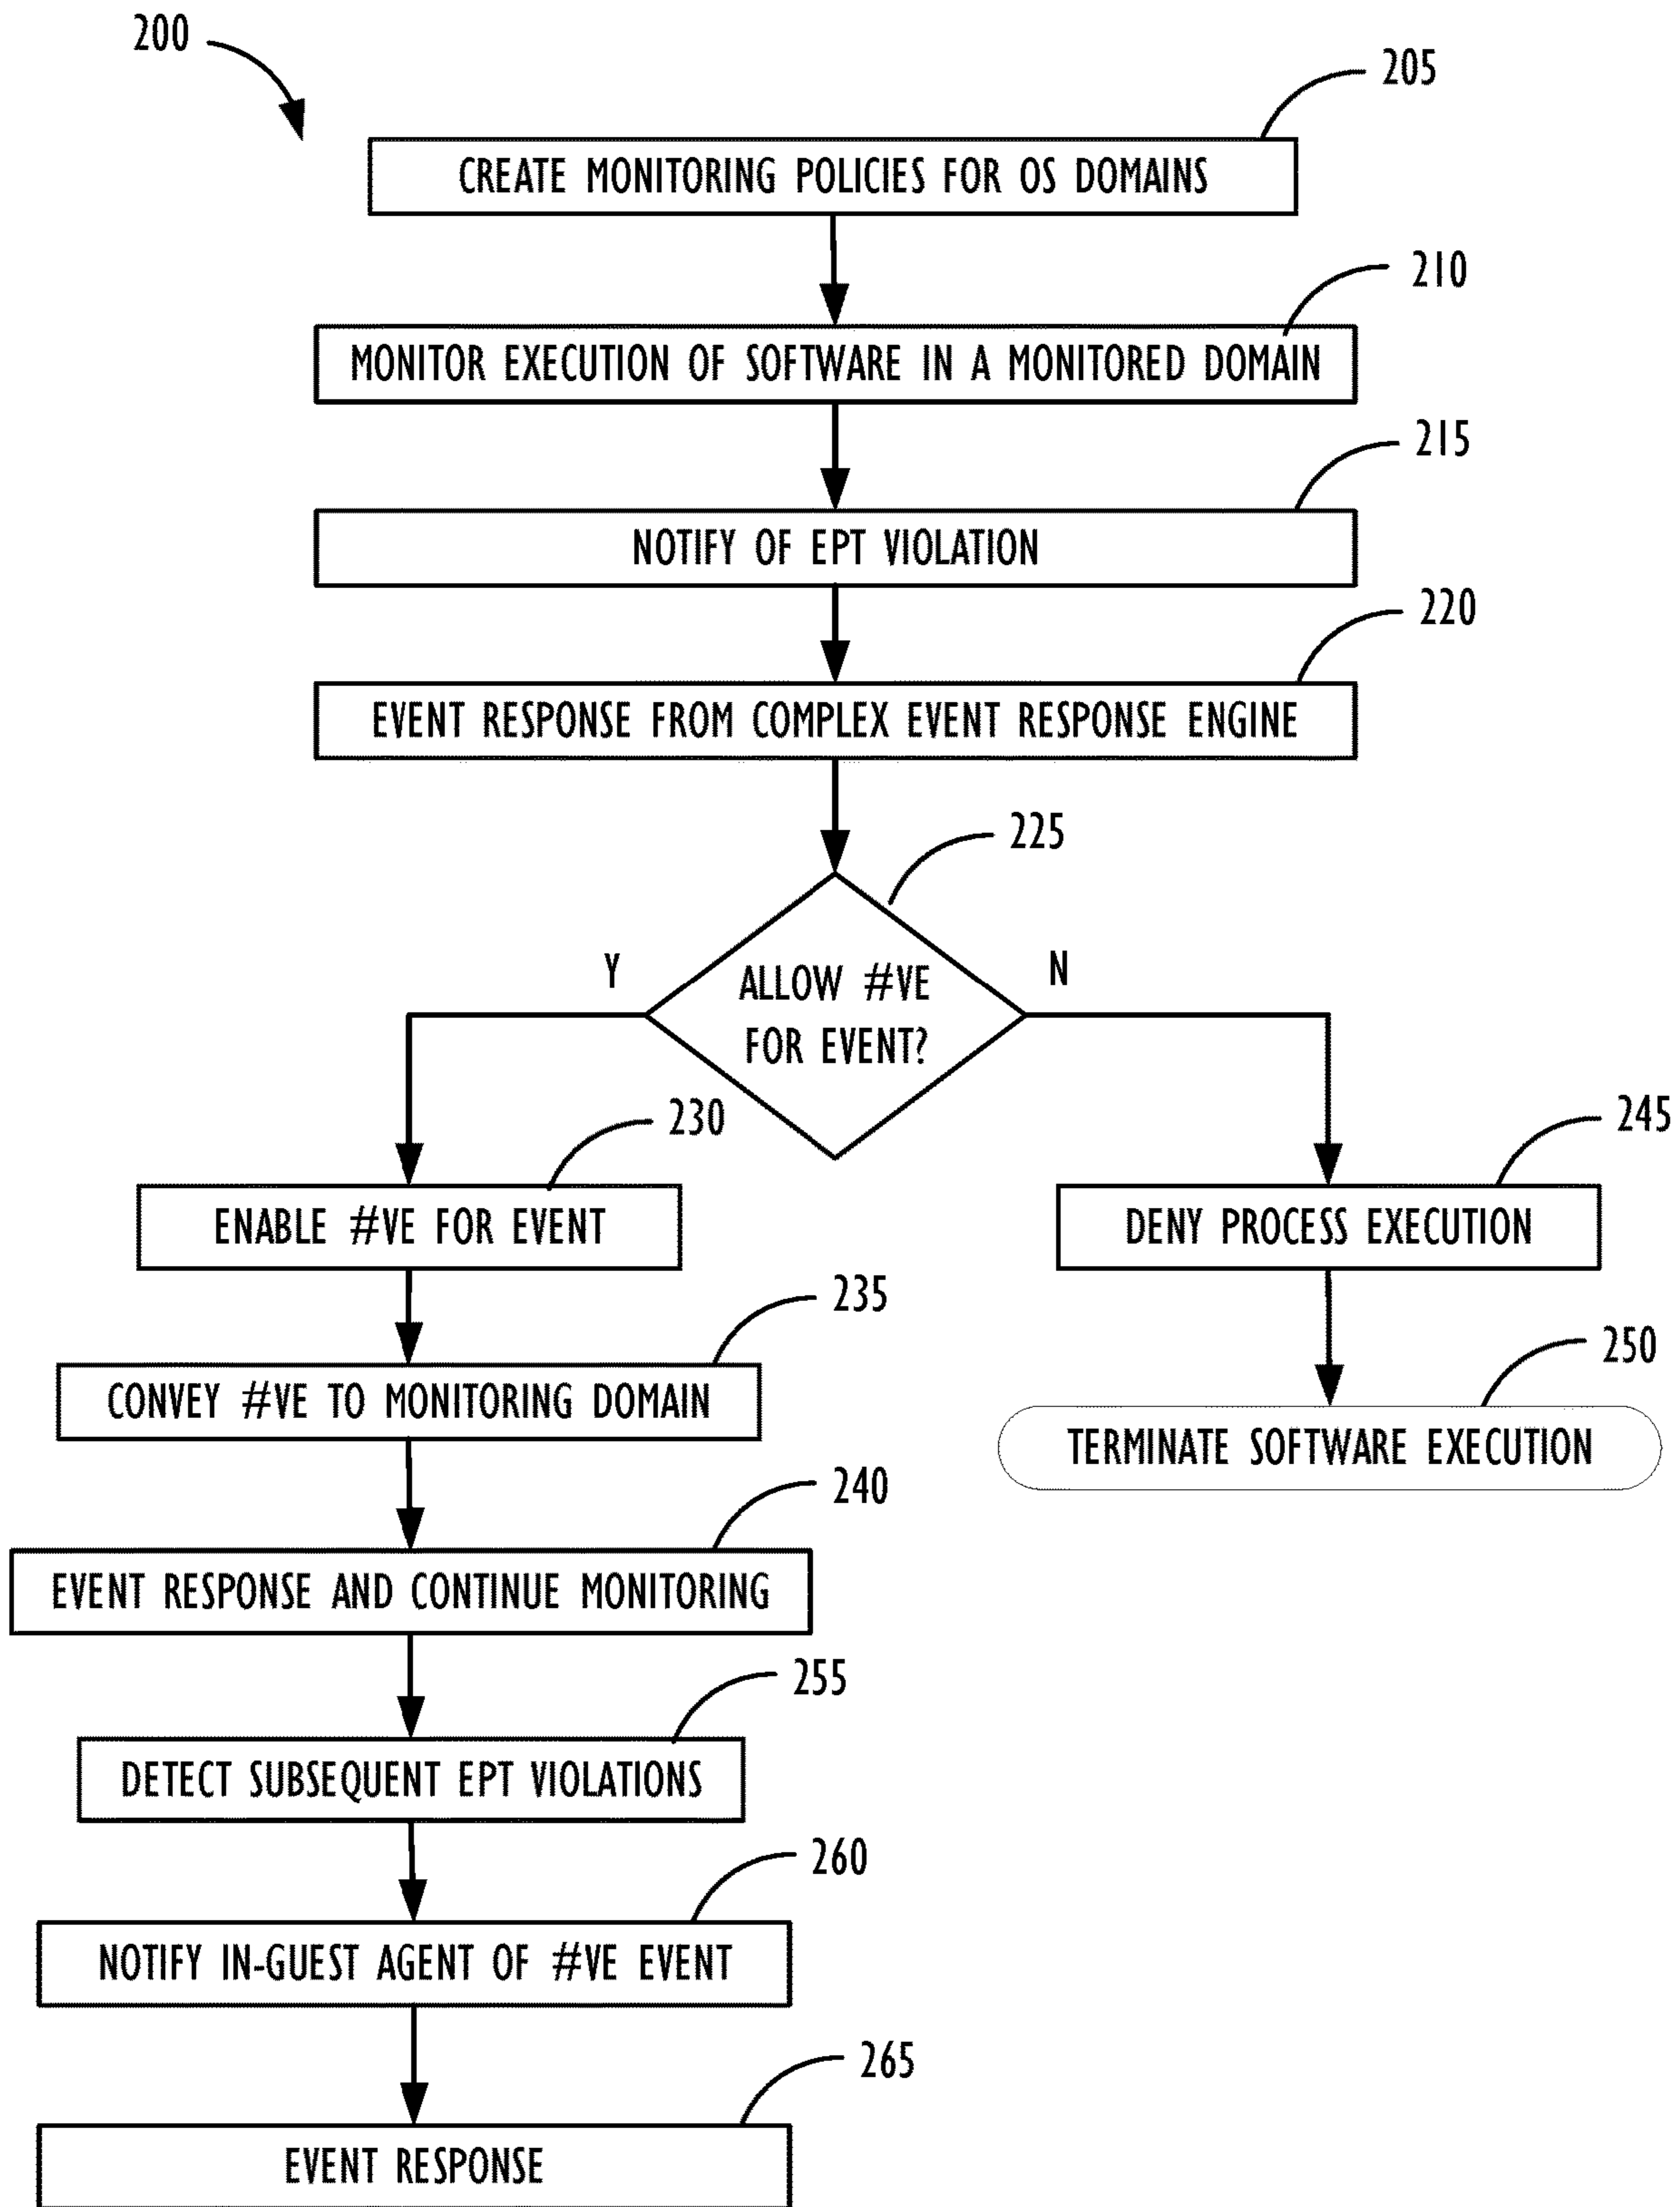 200
205
CREATE MONITORING POLICIES FOR OS DOMAINS
210
MONITOR EXECUTION OF SOFTWARE IN A MONITORED DOMAIN
215
NOTIFY OF EPT VIOLATION
220
EVENT RESPONSE FROM COMPLEX EVENT RESPONSE ENGINE
225
Y
N
ALLOW #VE
FOR EVENT?
230
ENABLE #VE FOR EVENT
245
DENY PROCESS EXECUTION
235
CONVEY #VE TO MONITORING DOMAIN
250
TERMINATE SOFTWARE EXECUTION
240
EVENT RESPONSE AND CONTINUE MONITORING
255
DETECT SUBSEQUENT EPT VIOLATIONS
260
NOTIFY IN-GUEST AGENT OF #VE EVENT
265
EVENT RESPONSE